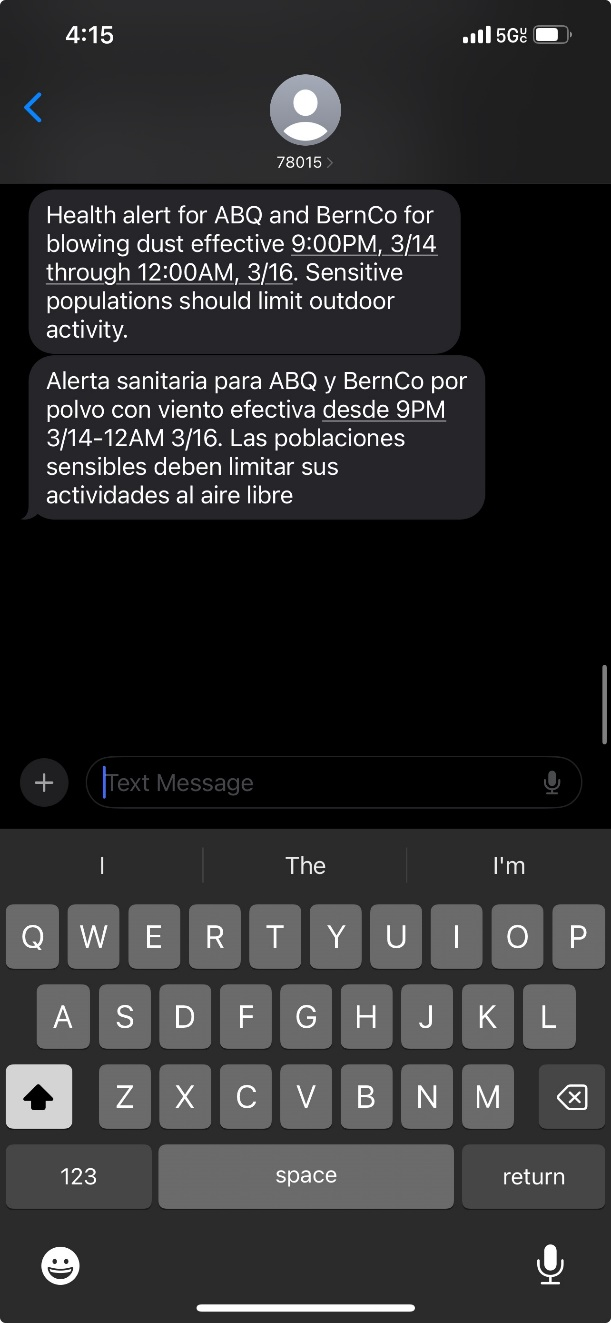 4:15
5G UC
78015 >
Health alert for ABQ and BernCo for
blowing dust effective 9:00PM, 3/14
through 12:00AM, 3/16. Sensitive
populations should limit outdoor
activity.
Alerta sanitaria para ABQ y BernCo por
polvo con viento efectiva desde 9PM
3/14-12AM 3/16. Las poblaciones
sensibles deben limitar sus
actividades al aire libre
Text Message
I The I'm
Q W E R T Y U I O P
A S D F G H J K L
Z X C V B N M
123 space return